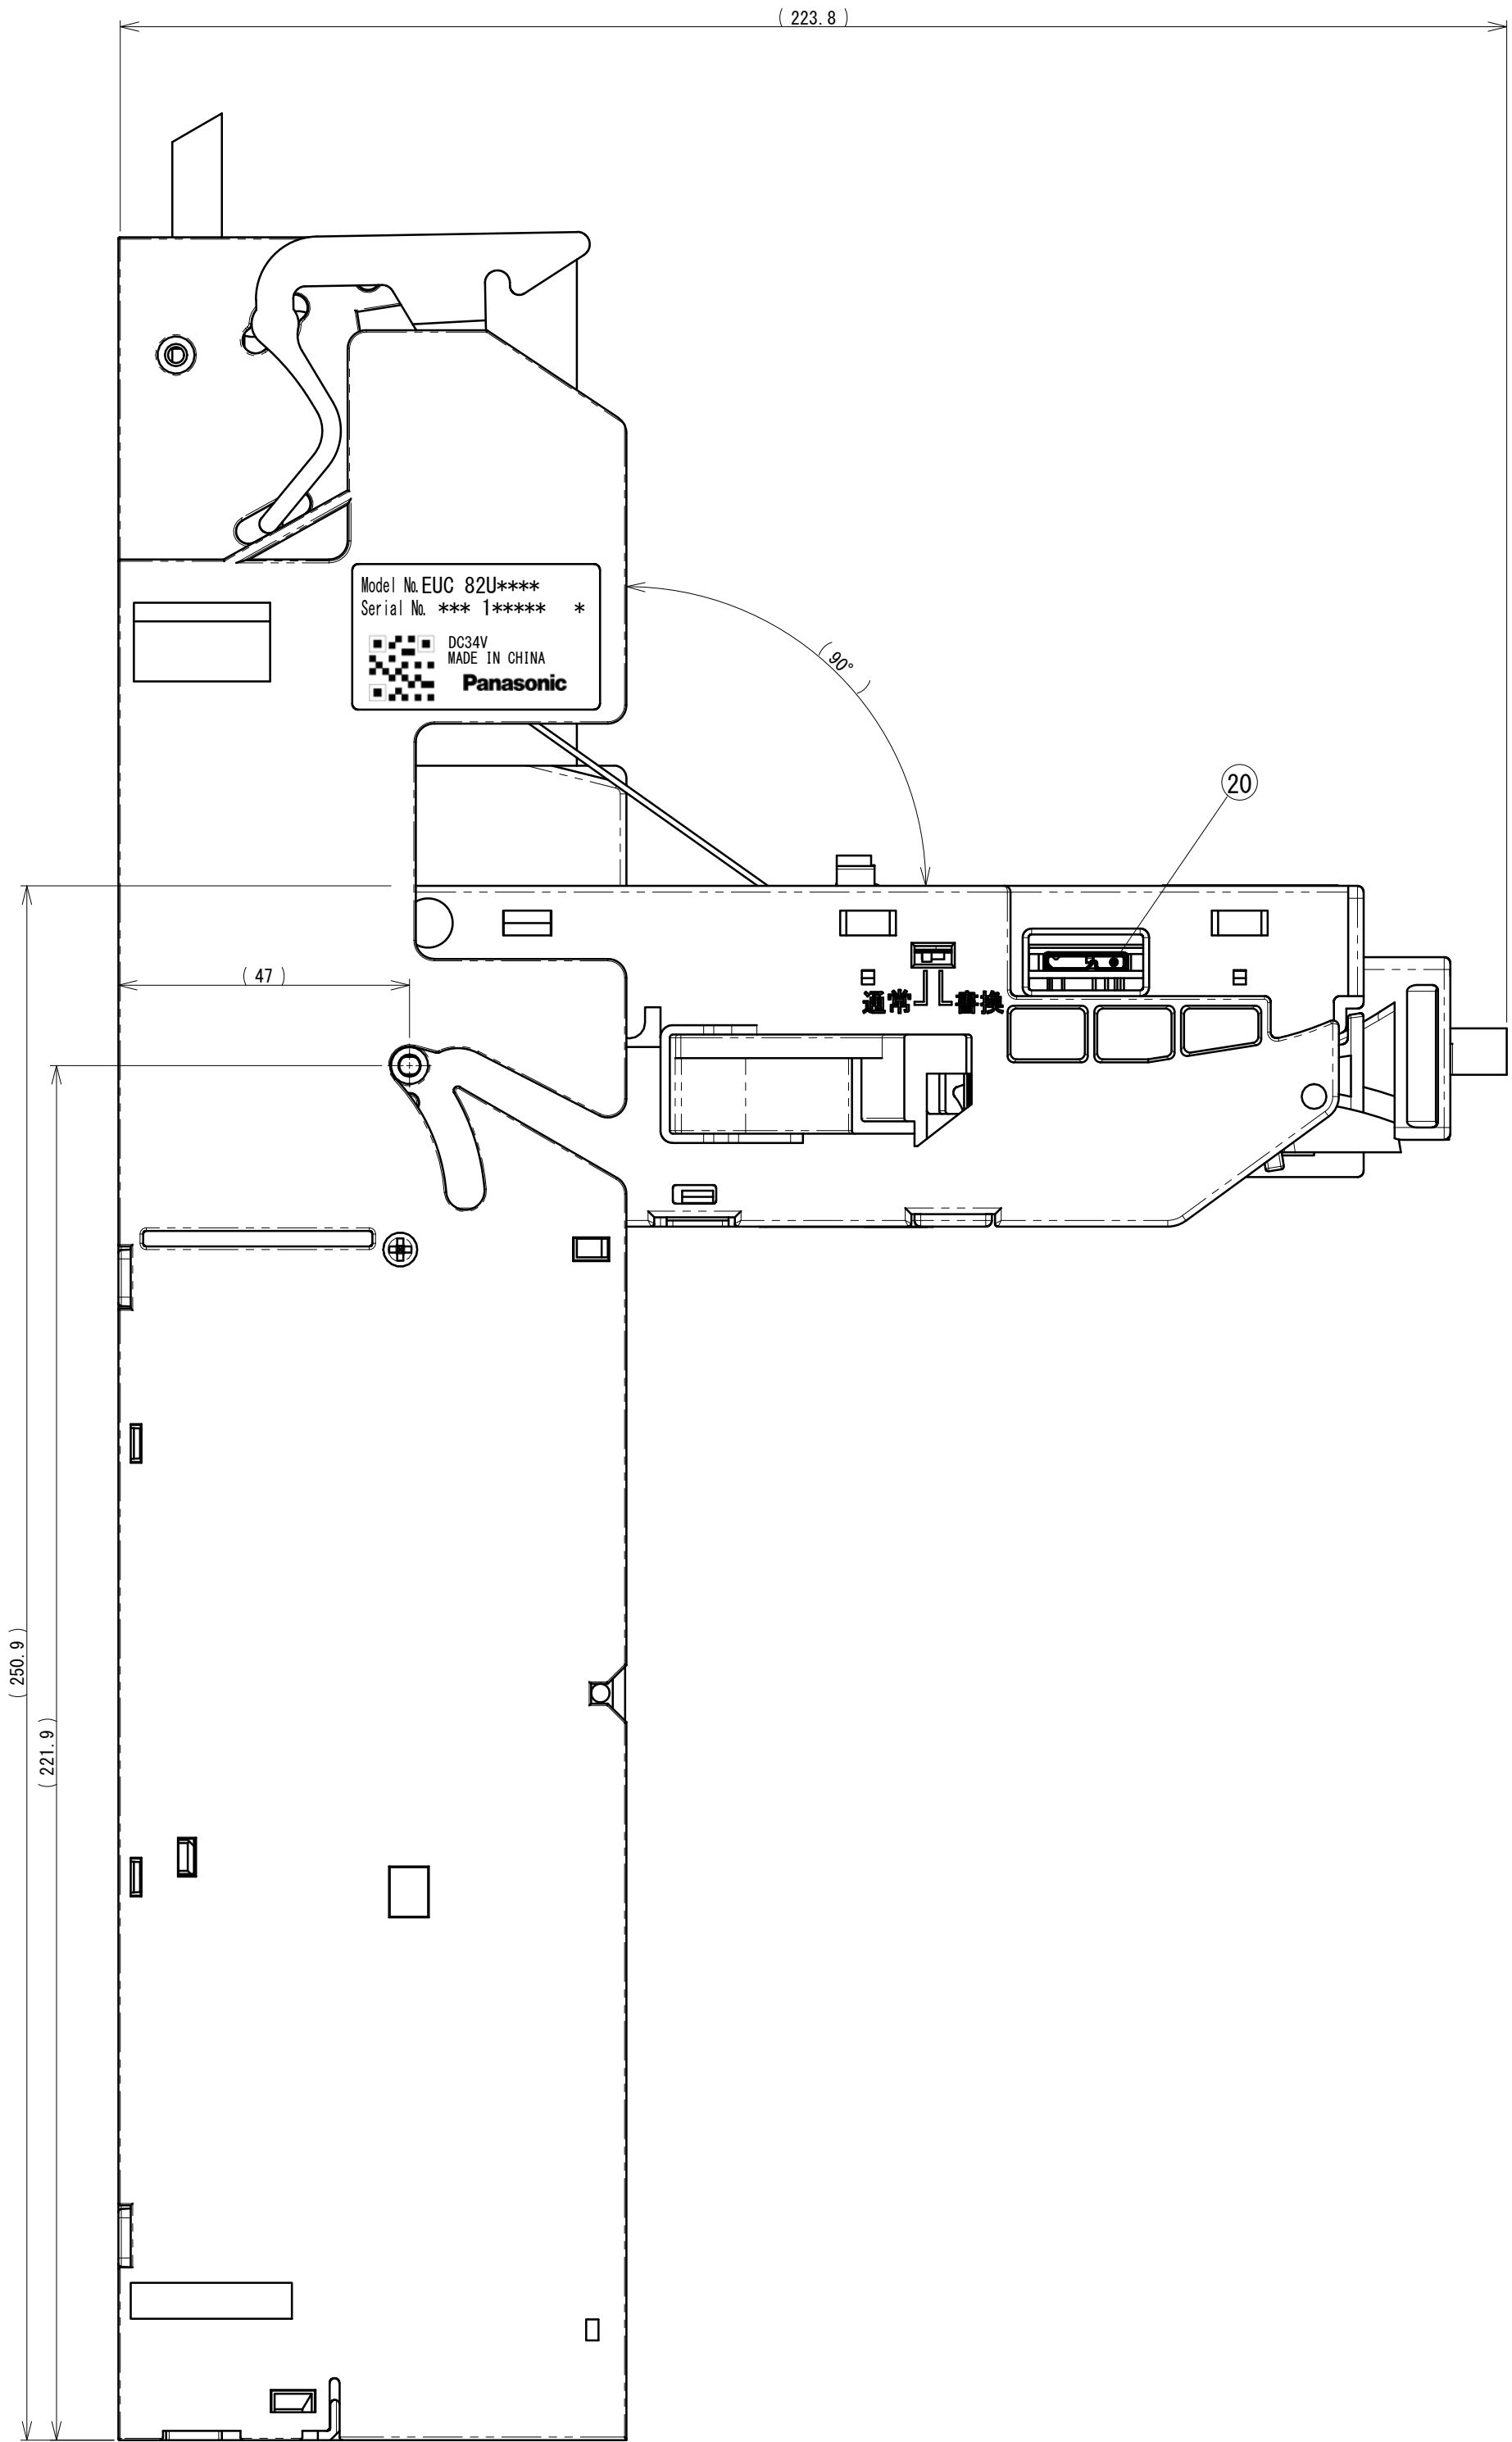 ( 223.8 )
Model No. EUC 82U****
Serial No. *** 1***** *
DC34V
MADE IN CHINA
Panasonic
( 90° )
20
( 47 )
通常 書換
( 250.9 )
( 221.9 )